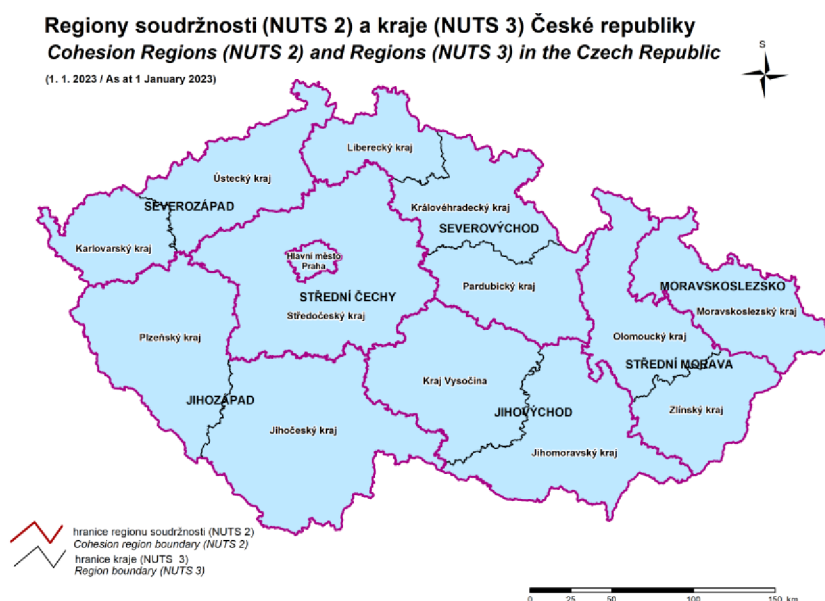 Regiony soudržnosti (NUTS 2) a kraje (NUTS 3) České republiky
Cohesion Regions (NUTS 2) and Regions (NUTS 3) in the Czech Republic
(1. 1. 2023 / As at 1 January 2023)
S
Liberecký kraj
Ústecký kraj
SEVEROZÁPAD
Královéhradecký kraj
SEVEROVÝCHOD
Karlovarský kraj
Hlavní město
Praha
Pardubický kraj
MORAVSKOSLEZSKO
STŘEDNÍ ČECHY
Středočeský kraj
Moravskoslezský kraj
Plzeňský kraj
Olomoucký kraj
STŘEDNÍ MORAVA
Kraj Vysočina
JIHOZÁPAD
JIHOVÝCHOD
Zlínský kraj
Jihočeský kraj
Jihomoravský kraj
hranice regionu soudržnosti (NUTS 2)
Cohesion region boundary (NUTS 2)
hranice kraje (NUTS 3)
Region boundary (NUTS 3)
0 25 50 100 150 km